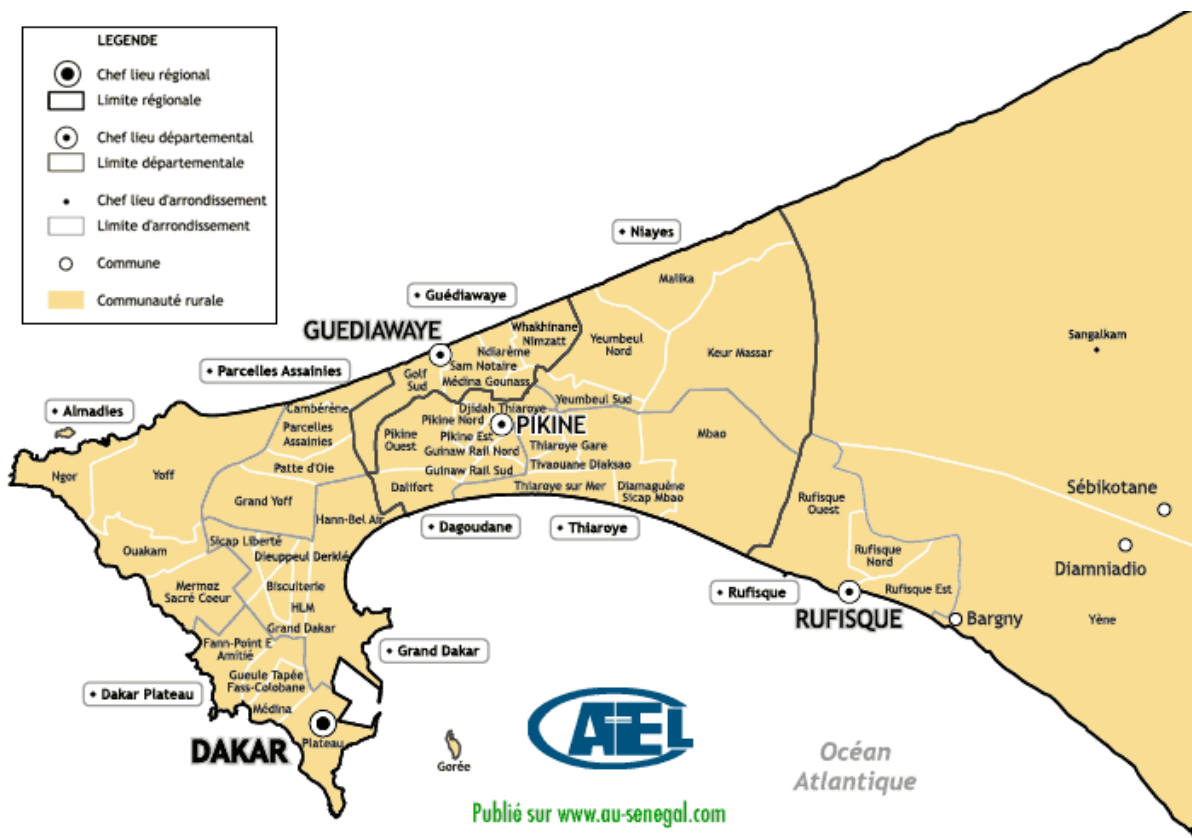 LEGENDE
Chef lieu régional
Limite régionale
Chef lieu départemental
Limite départementale
Chef lieu d'arrondissement
Limite d'arrondissement
Commune
Communauté rurale
Niayes
Malika
Guédiawaye
GUEDIAWAYE
Whakhinane
Nimzatt
Yeumbeul
Nord
Keur Massar
Sangalkam
Ndiarème
Sam Notaire
Médina Gounass
Golf
Sud
Parcelles Assainies
Almadies
Cambérène
Parcelles
Assainies
Patte d'Oie
Yeumbeul Sud
Djidah Thiaroye
Pikine Nord
PIKINE
Pikine
Ouest
Pikine Est
Guinaw Rail Nord
Guinaw Rail Sud
Thiaroye Gare
Tivaouane Diaksao
Thiaroye sur Mer
Diamaguène
Sicap Mbao
Mbao
Dalifort
Ngor
Yoff
Grand Yoff
Hann-Bel Air
Dagoudane
Thiaroye
Rufisque
Ouest
Sébikotane
Diamniadio
Ouakam
Sicap Liberté
Dieuppeul Derklé
Mermoz
Sacré Coeur
Biscuiterie
HLM
Grand Dakar
Rufisque
Nord
Rufisque Est
Rufisque
RUFISQUE
Bargny
Yène
Fann-Point E
Amitié
Grand Dakar
Gueule Tapée
Fass-Colobane
Dakar Plateau
Médina
DAKAR
Plateau
Gorée
ATEL
Océan
Atlantique
Publié sur www.au-senegal.com